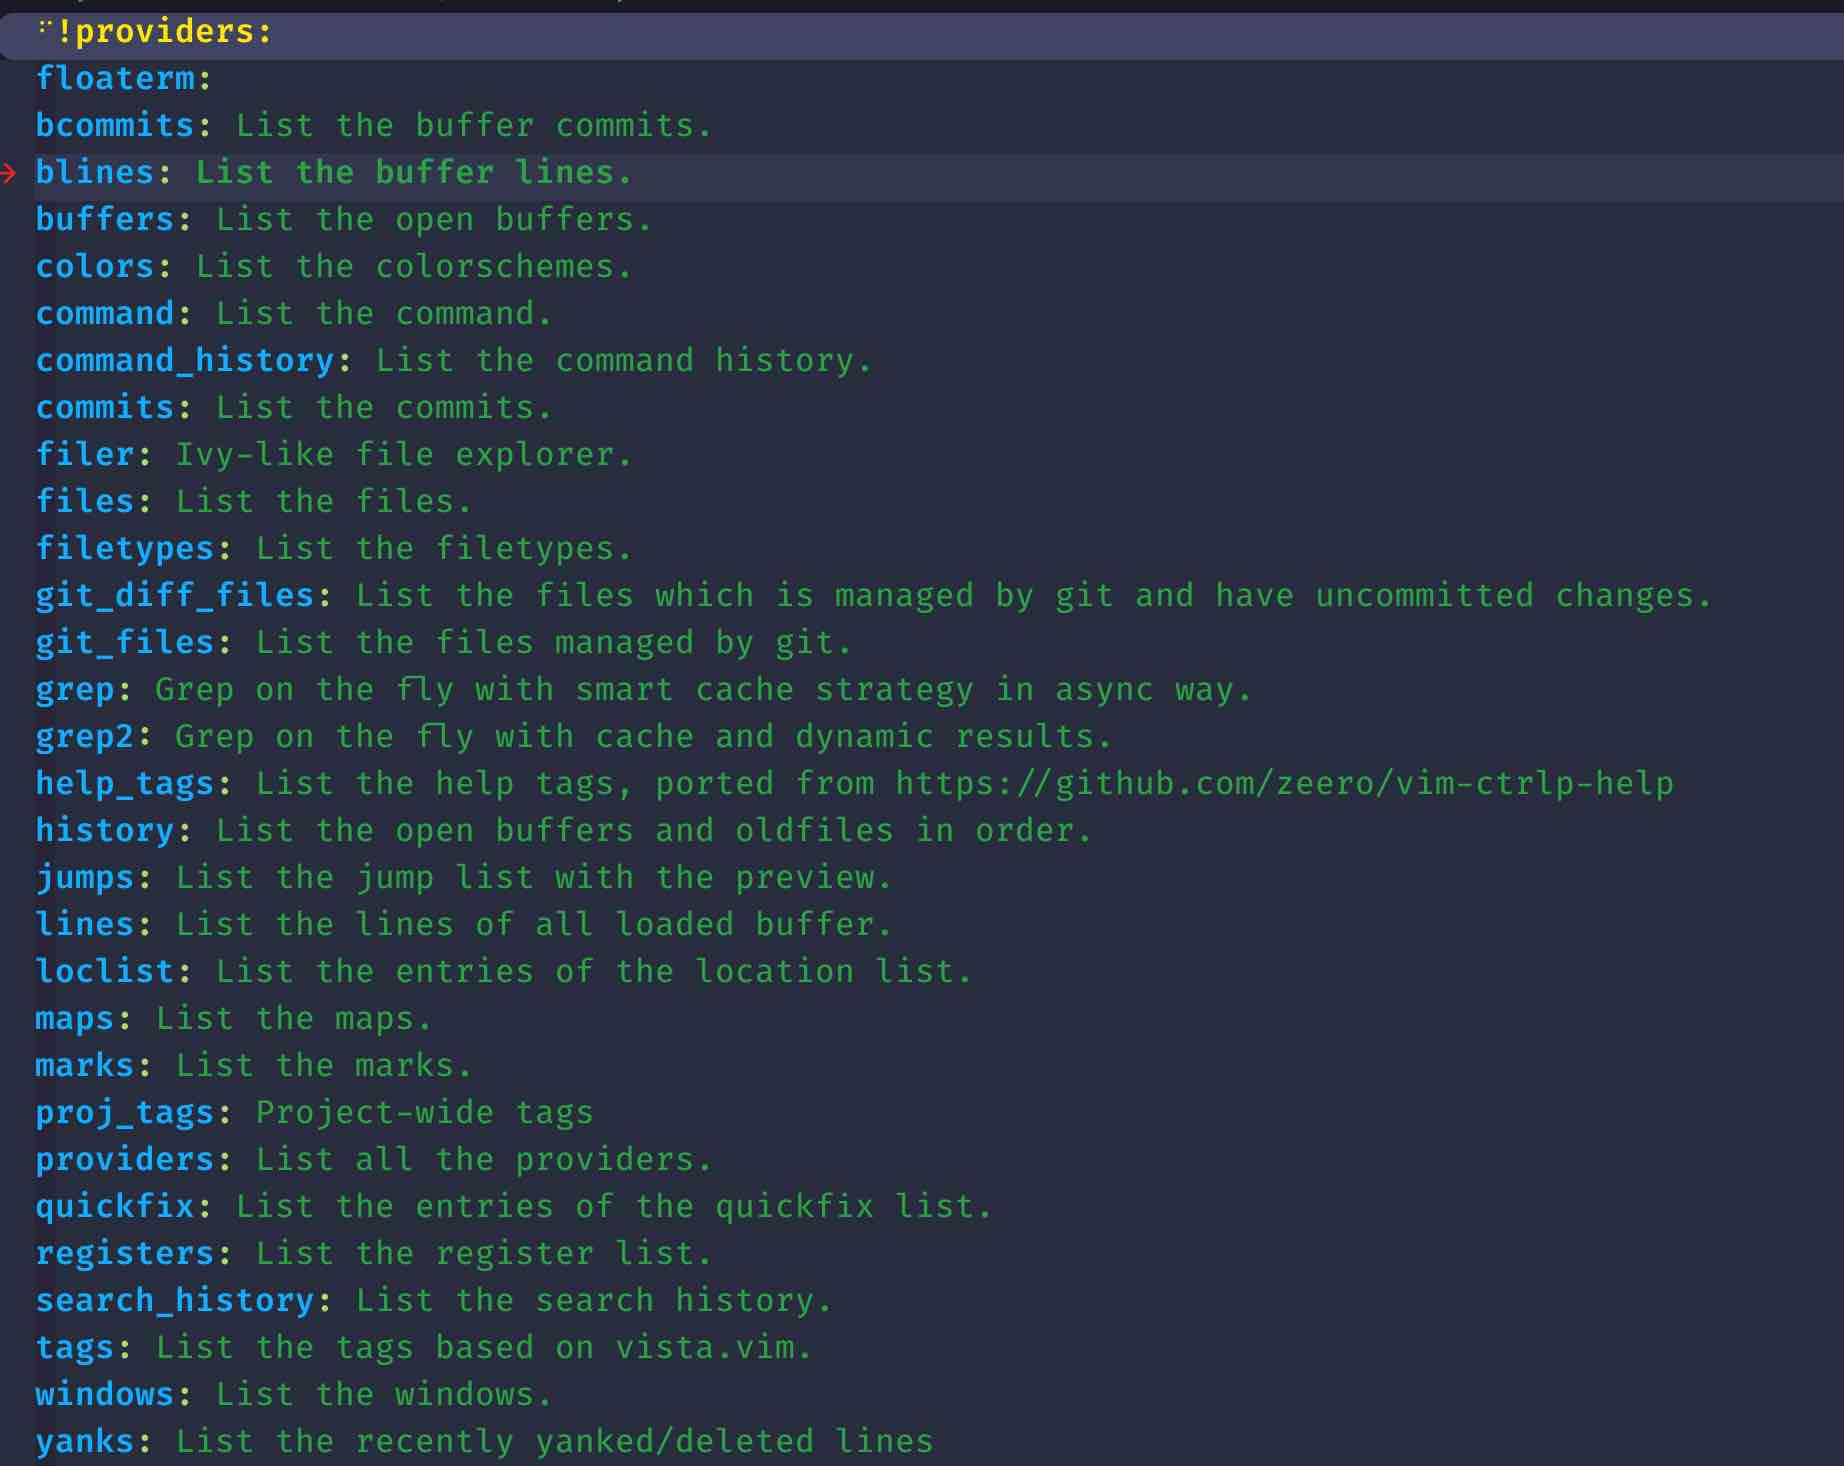 !providers:
floaterm:
bcommits: List the buffer commits.
blines: List the buffer lines.
buffers: List the open buffers.
colors: List the colorschemes.
command: List the command.
command_history: List the command history.
commits: List the commits.
filer: Ivy-like file explorer.
files: List the files.
filetypes: List the filetypes.
git_diff_files: List the files which is managed by git and have uncommitted changes.
git_files: List the files managed by git.
grep: Grep on the fly with smart cache strategy in async way.
grep2: Grep on the fly with cache and dynamic results.
help_tags: List the help tags, ported from https://github.com/zeero/vim-ctrlp-help
history: List the open buffers and oldfiles in order.
jumps: List the jump list with the preview.
lines: List the lines of all loaded buffer.
loclist: List the entries of the location list.
maps: List the maps.
marks: List the marks.
proj_tags: Project-wide tags
providers: List all the providers.
quickfix: List the entries of the quickfix list.
registers: List the register list.
search_history: List the search history.
tags: List the tags based on vista.vim.
windows: List the windows.
yanks: List the recently yanked/deleted lines